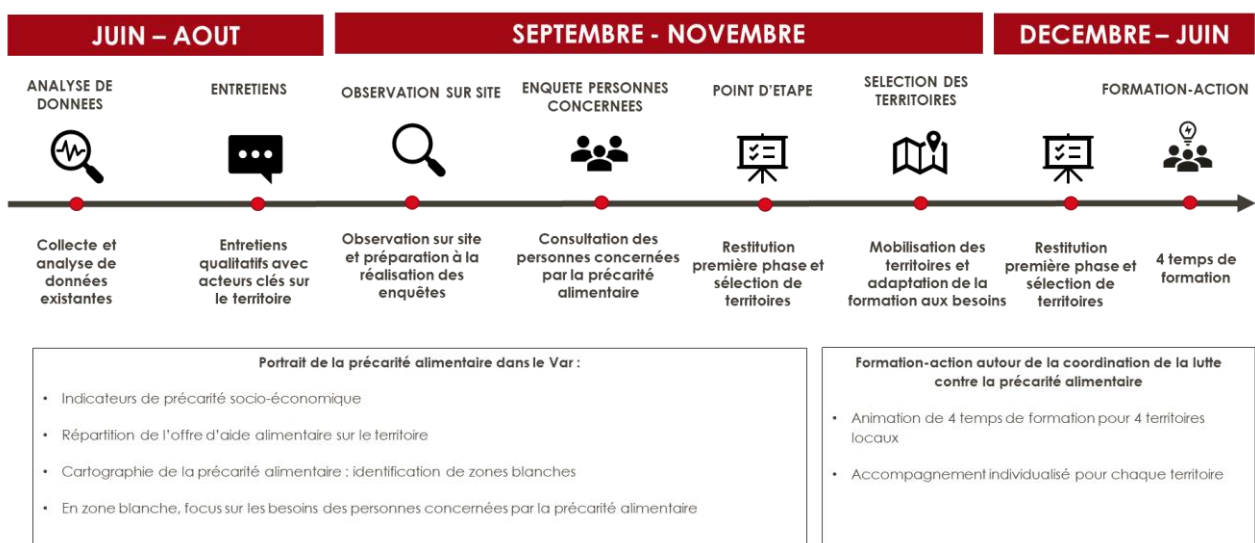 JUIN – AOUT
SEPTEMBRE - NOVEMBRE
DECEMBRE – JUIN
ANALYSE DE
DONNEES
ENTRETIENS
OBSERVATION SUR SITE
ENQUETE PERSONNES
CONCERNEES
POINT D'ETAPE
SELECTION DES
TERRITOIRES
FORMATION-ACTION
Collecte et
analyse de
données
existantes
Entretiens
qualitatifs avec
acteurs clés sur
le territoire
Observation sur site
et préparation à la
réalisation des
enquêtes
Consultation des
personnes concernées
par la précarité
alimentaire
Restitution
première phase et
sélection de
territoires
Mobilisation des
territoires et
adaptation de la
formation aux besoins
Restitution
première phase et
sélection de
territoires
4 temps de
formation
Portrait de la précarité alimentaire dans le Var :
• Indicateurs de précarité socio-économique
• Répartition de l'offre d'aide alimentaire sur le territoire
• Cartographie de la précarité alimentaire : identification de zones blanches
• En zone blanche, focus sur les besoins des personnes concernées par la précarité alimentaire
Formation-action autour de la coordination de la lutte
contre la précarité alimentaire
• Animation de 4 temps de formation pour 4 territoires
locaux
• Accompagnement individualisé pour chaque territoire